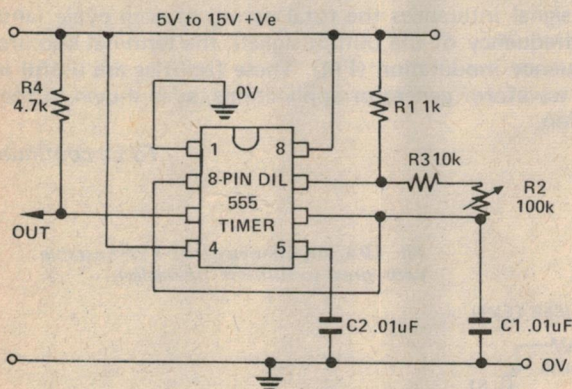 5V to 15V +Ve
R4
4.7k
0V
R1 1k
1
8
8-PIN DIL
555
TIMER
4
5
R3 10k
R2
100k
OUT
C2 .01uF
C1 .01uF
0V